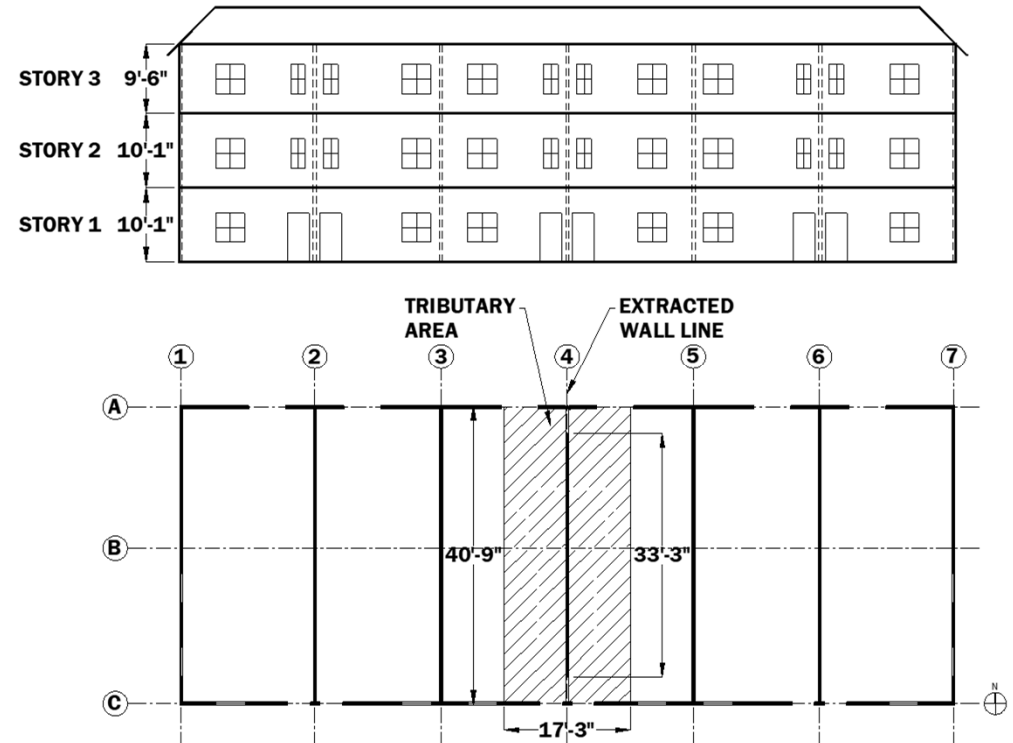 STORY 3 9'-6"
STORY 2 10'-1"
STORY 1 10'-1"
TRIBUTARY
AREA
EXTRACTED
WALL LINE
1 2 3 4 5 6 7
A
B
40'-9"
33'-3"
C
17'-3"
N